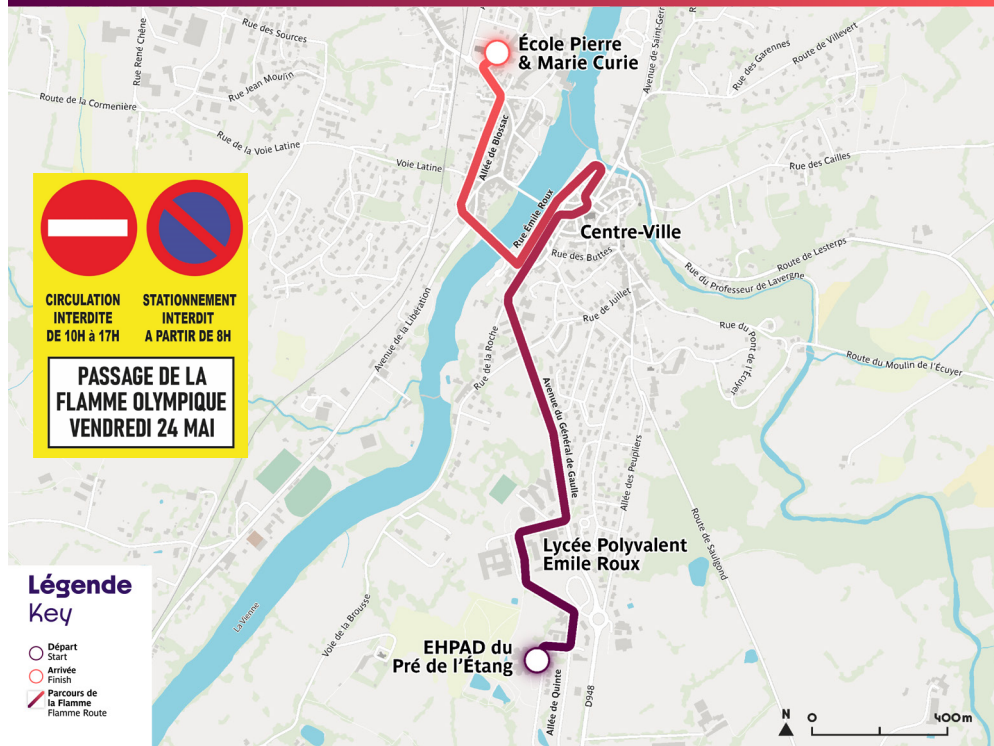 École Pierre
& Marie Curie
Rue des Sources
Rue René Chêne
Rue Jean Moulin
Route de la Cormenière
Rue de la Voie Latine
Voie Latine
Allée de Blossac
Avenue de Saint-Ger
Rue des Garennes
Route de Villevert
Rue des Cailles
Rue Emile Roux
Centre-Ville
Rue des Buttes
Route de Lesterps
Rue du Professeur de Lavergne
Rue de Juillet
Rue du Pont de l'Écuyer
Route du Moulin de l'Écuyer
Avenue de la Libération
Rue de la Roche
Avenue du Général de Gaulle
Allée des Peupliers
Route de Saulgond
CIRCULATION
INTERDITE
DE 10H à 17H
STATIONNEMENT
INTERDIT
A PARTIR DE 8H
PASSAGE DE LA
FLAMME OLYMPIQUE
VENDREDI 24 MAI
Lycée Polyvalent
Emile Roux
La Vienne
Voie de la Brousse
EHPAD du
Pré de l'Étang
Allée de Quinte
D948
Légende
Key
Départ
Start
Arrivée
Finish
Parcours de
la Flamme
Flamme Route
N
0
400m